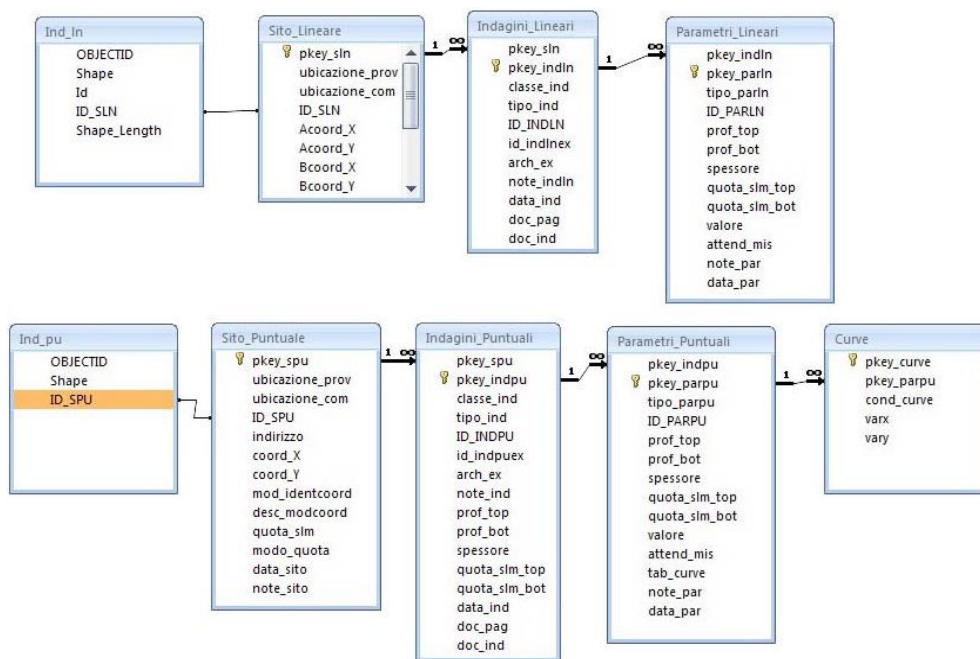 Ind_ln
OBJECTID
Shape
Id
ID_SLN
Shape_Length
Sito_Lineare
pkey_sln
ubicazione_prov
ubicazione_com
ID_SLN
Acoord_X
Acoord_Y
Bcoord_X
Bcoord_Y
1
∞
Indagini_Lineari
pkey_sln
pkey_indln
classe_ind
tipo_ind
ID_INDLN
id_indlnex
arch_ex
note_indln
data_ind
doc_pag
doc_ind
1
∞
Parametri_Lineari
pkey_indln
pkey_parln
tipo_parln
ID_PARLN
prof_top
prof_bot
spessore
quota_slm_top
quota_slm_bot
valore
attend_mis
note_par
data_par
Ind_pu
OBJECTID
Shape
ID_SPU
Sito_Puntuale
pkey_spu
ubicazione_prov
ubicazione_com
ID_SPU
indirizzo
coord_X
coord_Y
mod_identcoord
desc_modcoord
quota_slm
modo_quota
data_sito
note_sito
1
∞
Indagini_Puntuali
pkey_spu
pkey_indpu
classe_ind
tipo_ind
ID_INDPU
id_indpuex
arch_ex
note_ind
prof_top
prof_bot
spessore
quota_slm_top
quota_slm_bot
data_ind
doc_pag
doc_ind
1
∞
Parametri_Puntuali
pkey_indpu
pkey_parpu
tipo_parpu
ID_PARPU
prof_top
prof_bot
spessore
quota_slm_top
quota_slm_bot
valore
attend_mis
tab_curve
note_par
data_par
1
∞
Curve
pkey_curve
pkey_parpu
cond_curve
varx
vary